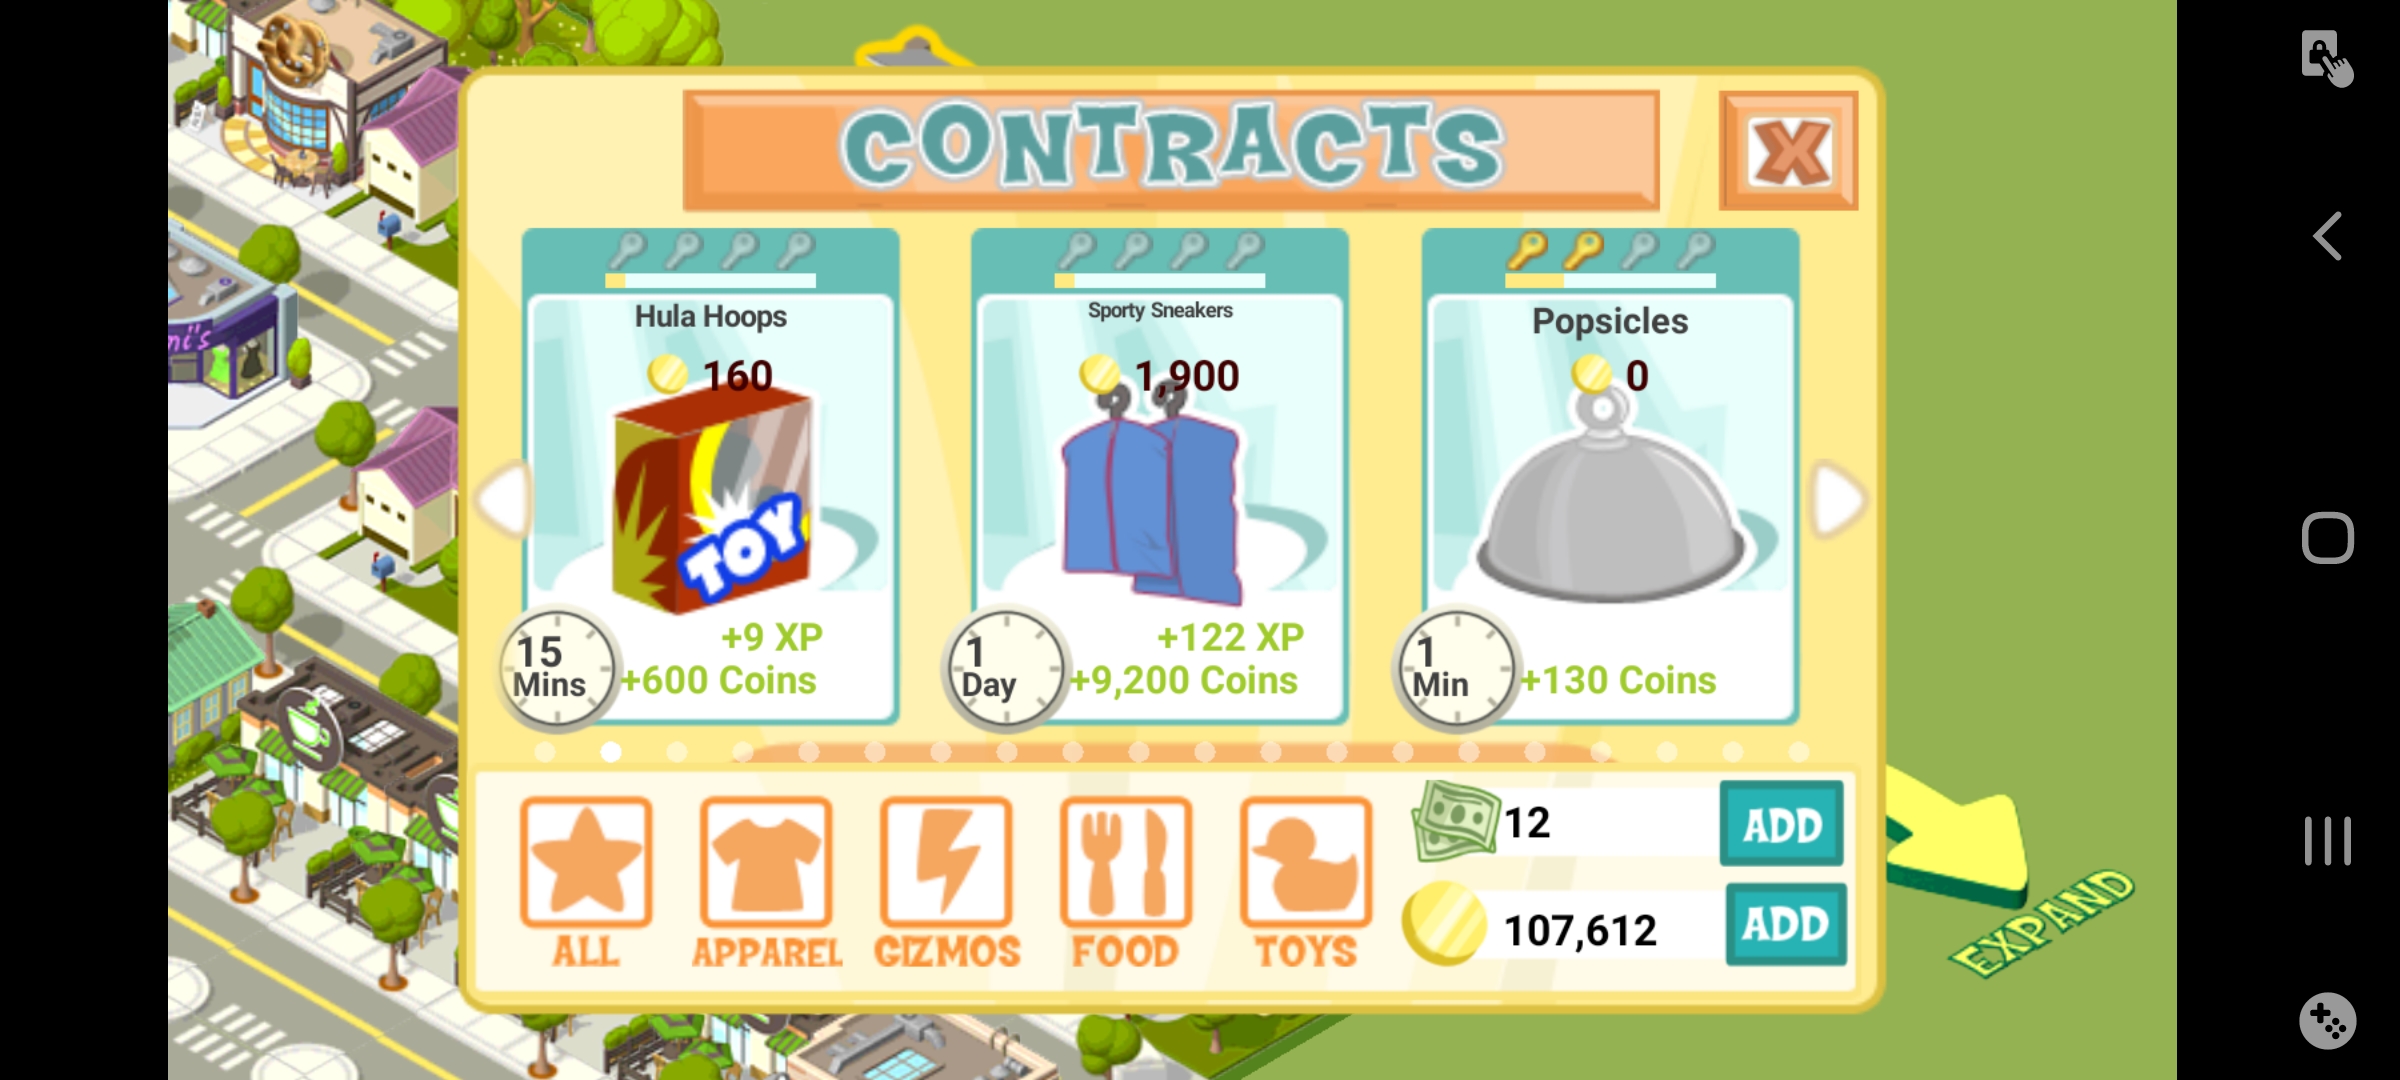 CONTRACTS
X
Hula Hoops
160
TOY
15
Mins
+9 XP
+600 Coins
Sporty Sneakers
1,900
1
Day
+122 XP
+9,200 Coins
Popsicles
0
1
Min
+130 Coins
ALL
APPAREL
GIZMOS
FOOD
TOYS
12
ADD
107,612
ADD
EXPAND